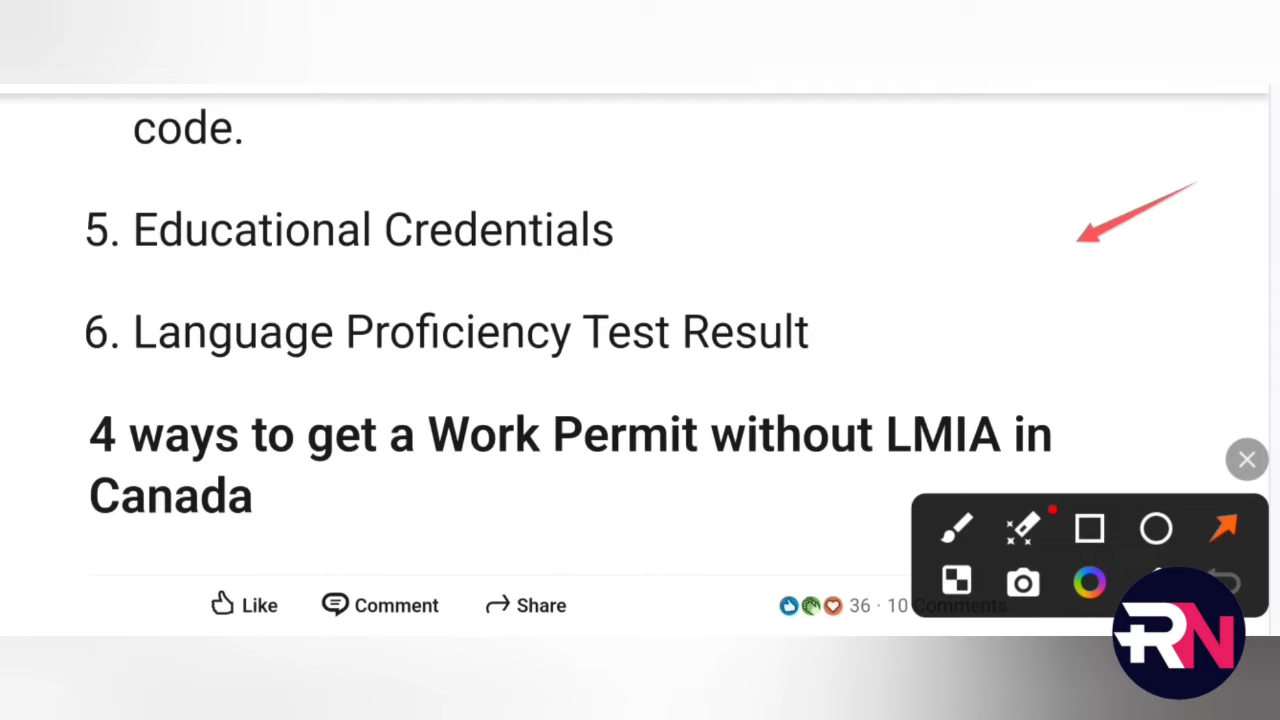 code.
5. Educational Credentials
6. Language Proficiency Test Result
4 ways to get a Work Permit without LMIA in
Canada
Like Comment Share 36 · 10 Comments
RN